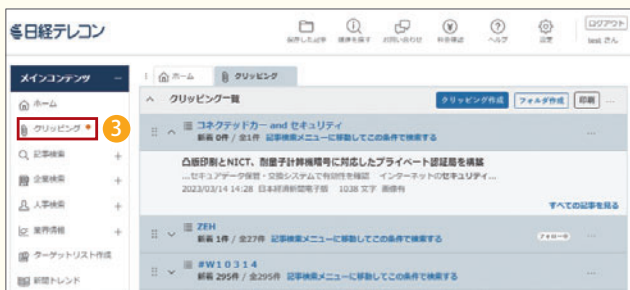 日経テレコン
保存した記事 媒体を探す お問い合わせ 料金確認 ヘルプ 設定 ログアウト
test さん
メインコンテンツ －
ホーム
クリッピング
3
記事検索 ＋
企業検索 ＋
人事検索 ＋
業界情報 ＋
ターゲットリスト作成
新聞トレンド
ホーム クリッピング
クリッピング一覧 クリッピング作成 フォルダ作成 印刷 …
コネクテッドカー and セキュリティ
新着 0件 / 全1件 記事検索メニューに移動してこの条件で検索する …
凸版印刷とNICT、耐量子計算機暗号に対応したプライベート認証局を構築
...セキュアデータ保管・交換システムで有効性を確認 インターネットのセキュリティ...
2023/03/14 14:28 日本経済新聞電子版 1038 文字 画像有
すべての記事を見る
ZEH
新着 1件 / 全27件 記事検索メニューに移動してこの条件で検索する フォロー中 …
#W10314
新着 295件 / 全295件 記事検索メニューに移動してこの条件で検索する …